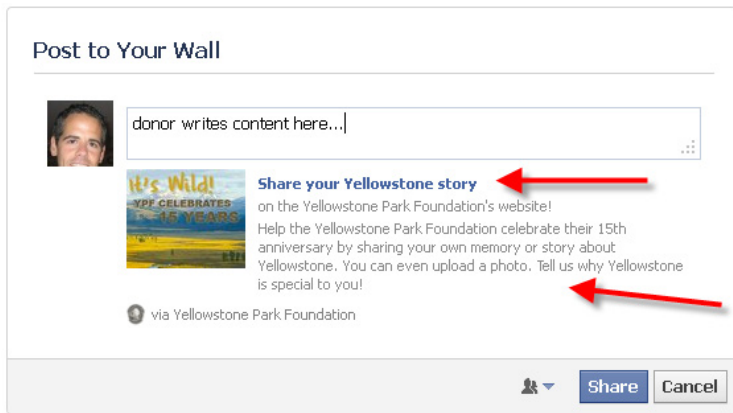 Post to Your Wall
donor writes content here...
It's Wild!
YPF CELEBRATES
15 YEARS
Share your Yellowstone story
on the Yellowstone Park Foundation's website!
Help the Yellowstone Park Foundation celebrate their 15th
anniversary by sharing your own memory or story about
Yellowstone. You can even upload a photo. Tell us why Yellowstone
is special to you!
via Yellowstone Park Foundation
Share
Cancel